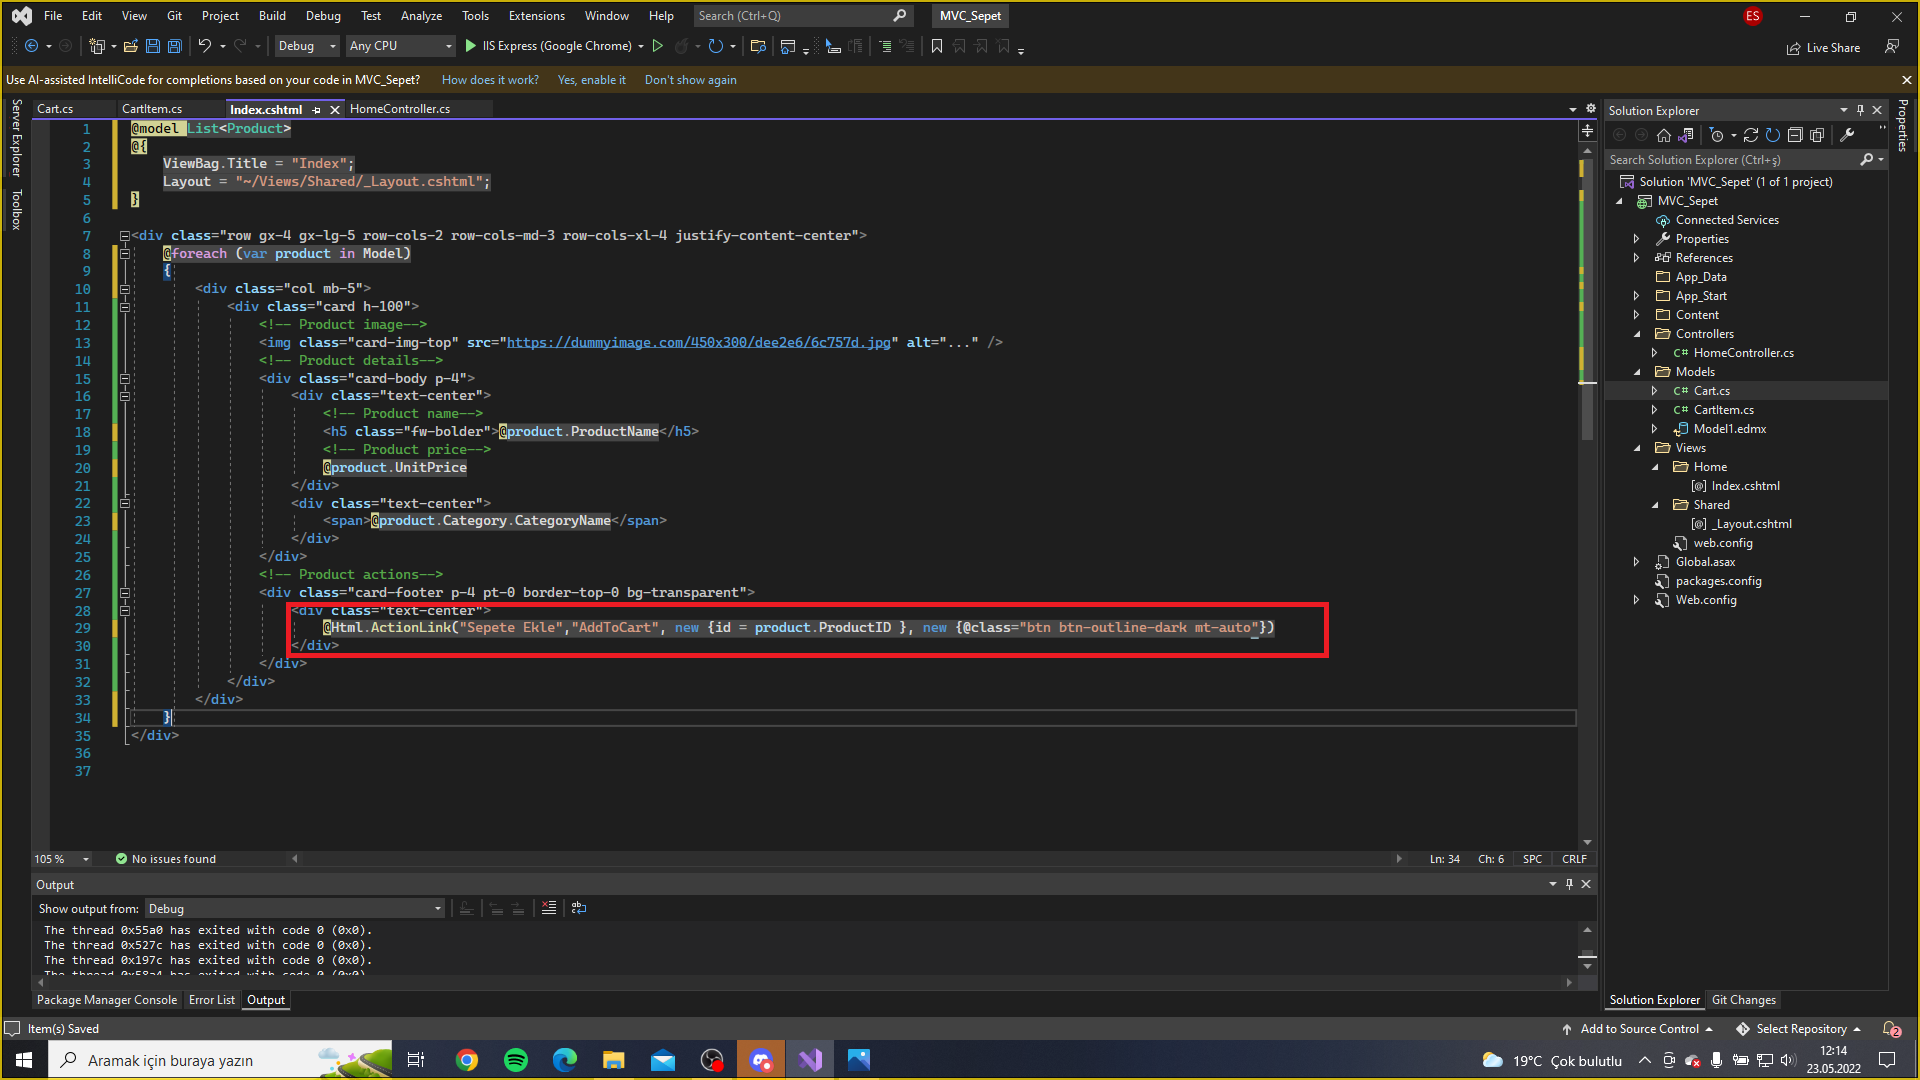 File Edit View Git Project Build Debug Test Analyze Tools Extensions Window Help Search (Ctrl+Q) MVC_Sepet ES
Debug Any CPU IIS Express (Google Chrome) Live Share
Use AI-assisted IntelliCode for completions based on your code in MVC_Sepet? How does it work? Yes, enable it Don't show again
Server Explorer
Toolbox
Cart.cs CartItem.cs Index.cshtml HomeController.cs
1 @model List<Product>
2 @{
3 ViewBag.Title = "Index";
4 Layout = "~/Views/Shared/_Layout.cshtml";
5 }
6
7 <div class="row gx-4 gx-lg-5 row-cols-2 row-cols-md-3 row-cols-xl-4 justify-content-center">
8 @foreach (var product in Model)
9 {
10 <div class="col mb-5">
11 <div class="card h-100">
12 <!-- Product image-->
13 <img class="card-img-top" src="https://dummyimage.com/450x300/dee2e6/6c757d.jpg" alt="..." />
14 <!-- Product details-->
15 <div class="card-body p-4">
16 <div class="text-center">
17 <!-- Product name-->
18 <h5 class="fw-bolder">@product.ProductName</h5>
19 <!-- Product price-->
20 @product.UnitPrice
21 </div>
22 <div class="text-center">
23 <span>@product.Category.CategoryName</span>
24 </div>
25 </div>
26 <!-- Product actions-->
27 <div class="card-footer p-4 pt-0 border-top-0 bg-transparent">
28 <div class="text-center">
29 @Html.ActionLink("Sepete Ekle","AddToCart", new {id = product.ProductID }, new {@class="btn btn-outline-dark mt-auto"})
30 </div>
31 </div>
32 </div>
33 </div>
34 }
35 </div>
36
37
105 % No issues found Ln: 34 Ch: 6 SPC CRLF
Output
Show output from: Debug
The thread 0x55a0 has exited with code 0 (0x0).
The thread 0x527c has exited with code 0 (0x0).
The thread 0x197c has exited with code 0 (0x0).
The thread 0x58a4 has exited with code 0 (0x0).
Package Manager Console Error List Output
Solution Explorer
Search Solution Explorer (Ctrl+ş)
Solution 'MVC_Sepet' (1 of 1 project)
MVC_Sepet
Connected Services
Properties
References
App_Data
App_Start
Content
Controllers
C# HomeController.cs
Models
C# Cart.cs
C# CartItem.cs
Model1.edmx
Views
Home
[@] Index.cshtml
Shared
[@] _Layout.cshtml
web.config
Global.asax
packages.config
Web.config
Solution Explorer Git Changes
Properties
Item(s) Saved Add to Source Control Select Repository 2
Aramak için buraya yazın 19°C Çok bulutlu 12:14
23.05.2022